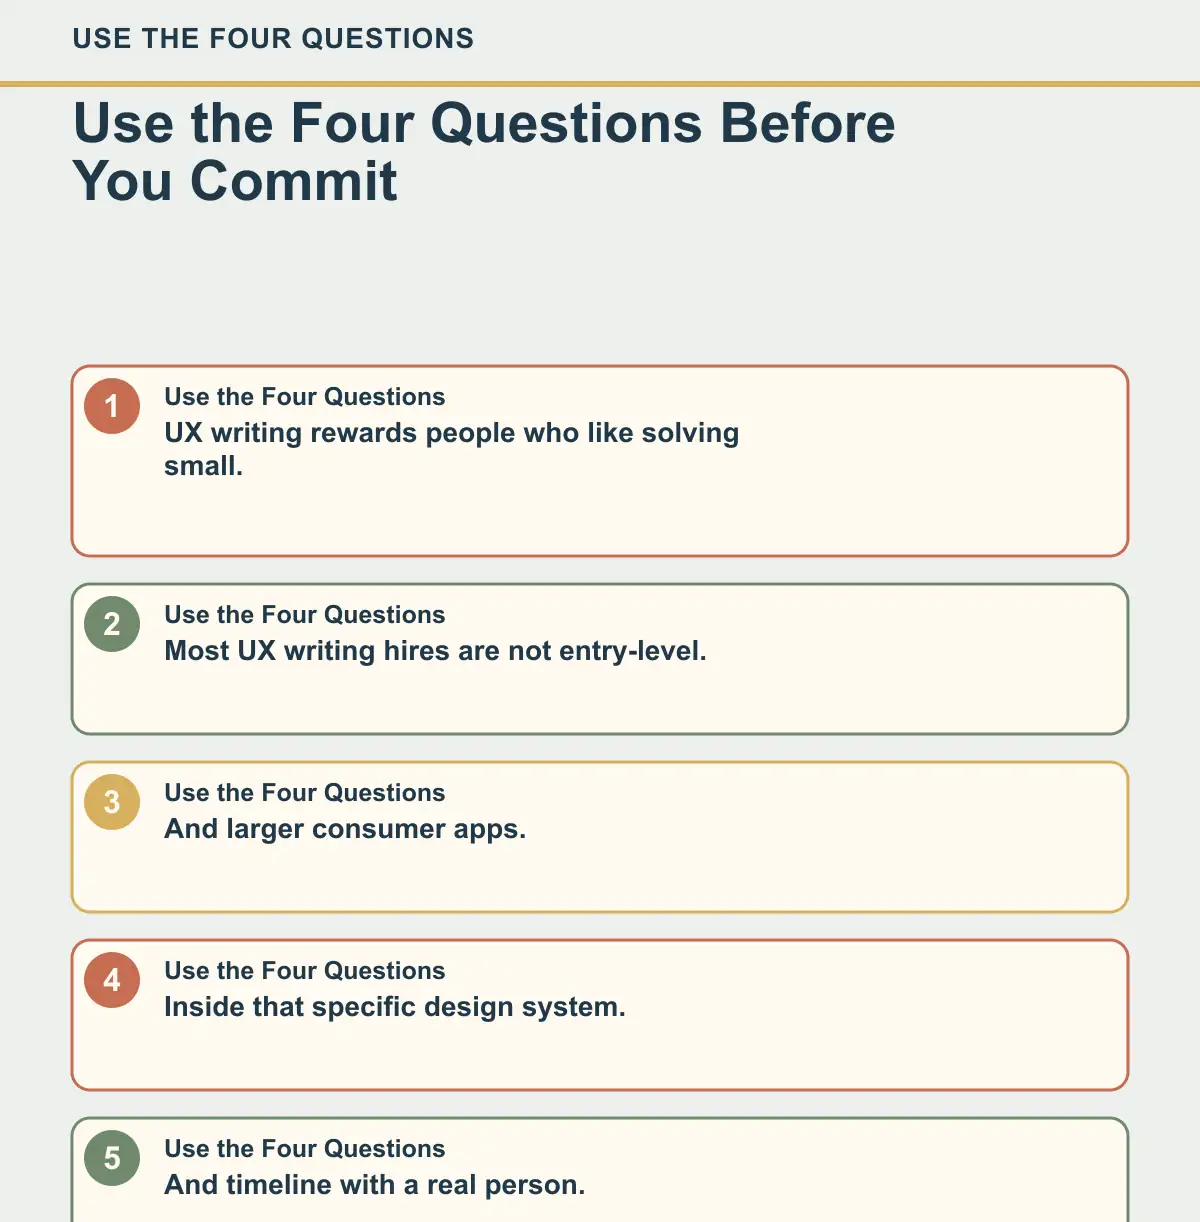 USE THE FOUR QUESTIONS
Use the Four Questions Before
You Commit
1
Use the Four Questions
UX writing rewards people who like solving
small.
2
Use the Four Questions
Most UX writing hires are not entry-level.
3
Use the Four Questions
And larger consumer apps.
4
Use the Four Questions
Inside that specific design system.
5
Use the Four Questions
And timeline with a real person.